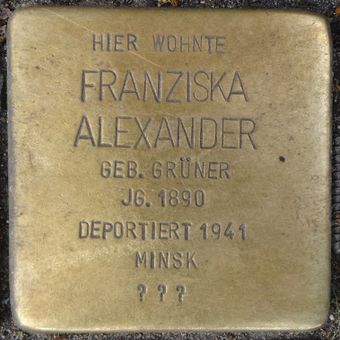 HIER WOHNTE
FRANZISKA
ALEXANDER
GEB. GRÜNER
JG. 1890
DEPORTIERT 1941
MINSK
? ? ?